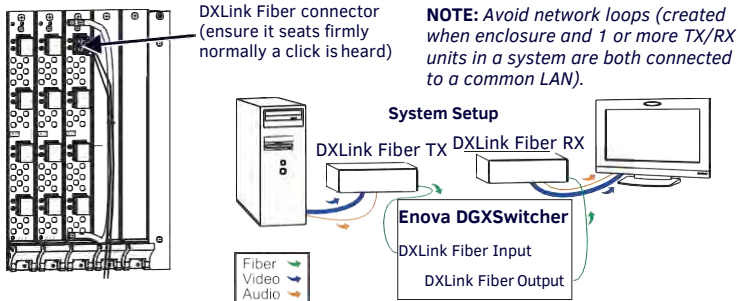 DXLink Fiber connector
(ensure it seats firmly
normally a click is heard)
NOTE: Avoid network loops (created
when enclosure and 1 or more TX/RX
units in a system are both connected
to a common LAN).
System Setup
DXLink Fiber TX
DXLink Fiber RX
Enova DGXSwitcher
DXLink Fiber Input
DXLink Fiber Output
Fiber
Video
Audio